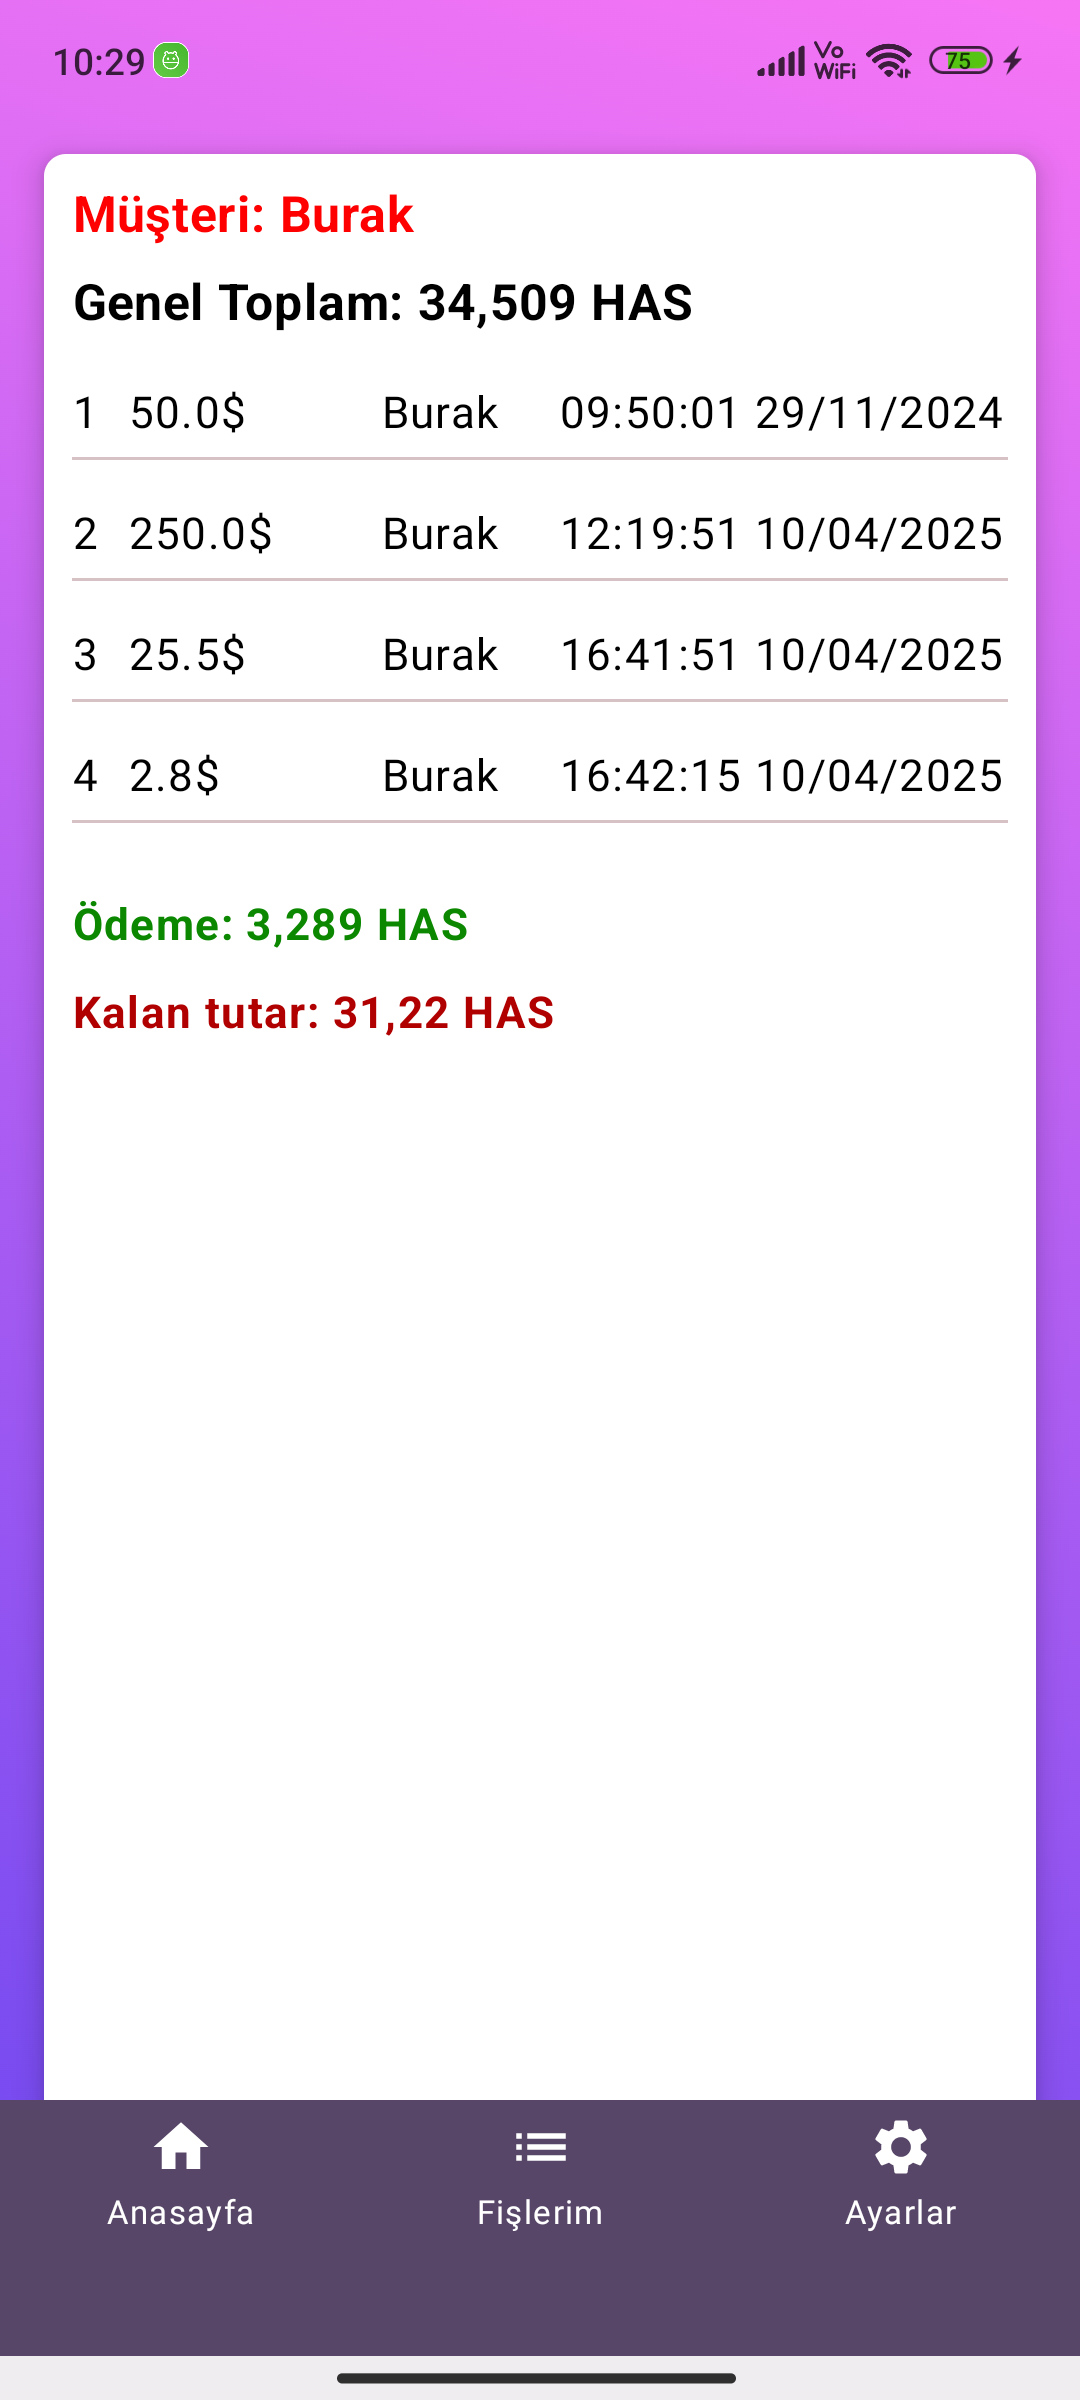 10:29 Vo WiFi 75
Müşteri: Burak
Genel Toplam: 34,509 HAS
1 50.0$ Burak 09:50:01 29/11/2024
2 250.0$ Burak 12:19:51 10/04/2025
3 25.5$ Burak 16:41:51 10/04/2025
4 2.8$ Burak 16:42:15 10/04/2025
Ödeme: 3,289 HAS
Kalan tutar: 31,22 HAS
Anasayfa Fişlerim Ayarlar